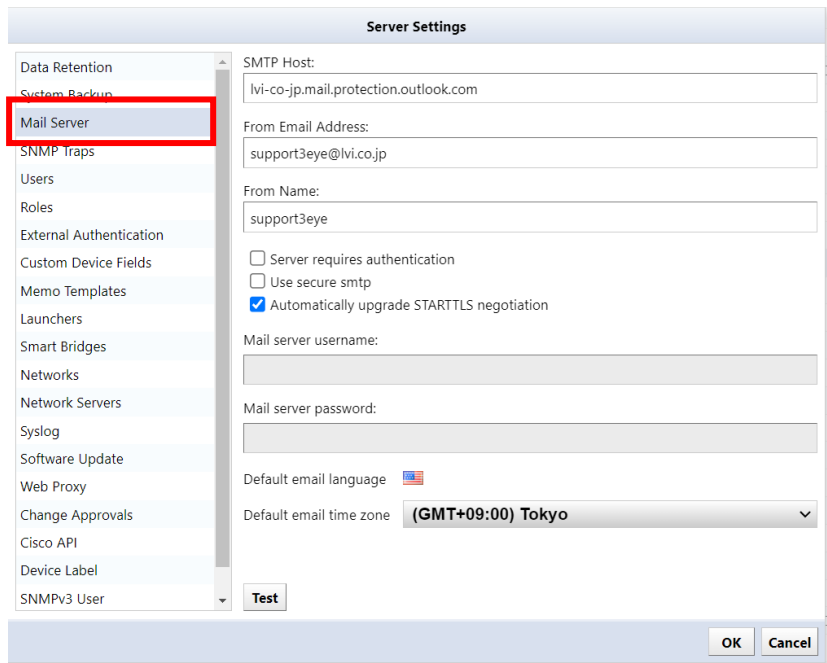 Server Settings
Data Retention
System Backup
Mail Server
SNMP Traps
Users
Roles
External Authentication
Custom Device Fields
Memo Templates
Launchers
Smart Bridges
Networks
Network Servers
Syslog
Software Update
Web Proxy
Change Approvals
Cisco API
Device Label
SNMPv3 User
SMTP Host:
lvi-co-jp.mail.protection.outlook.com
From Email Address:
support3eye@lvi.co.jp
From Name:
support3eye
Server requires authentication
Use secure smtp
Automatically upgrade STARTTLS negotiation
Mail server username:
Mail server password:
Default email language
Default email time zone (GMT+09:00) Tokyo
Test
OK Cancel